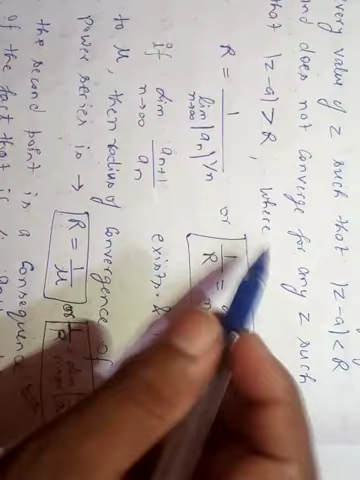 every value of z such that |z-a| < R
and does not converge for any z such
that |z-a| > R, where
R = 1 / lim n→∞ |an|^1/n or 1/R =
if lim n→∞ an+1 / an exists &
to μ, then radius of convergence of
power series is → R = 1/μ or
the second point is a consequence
of the fact that